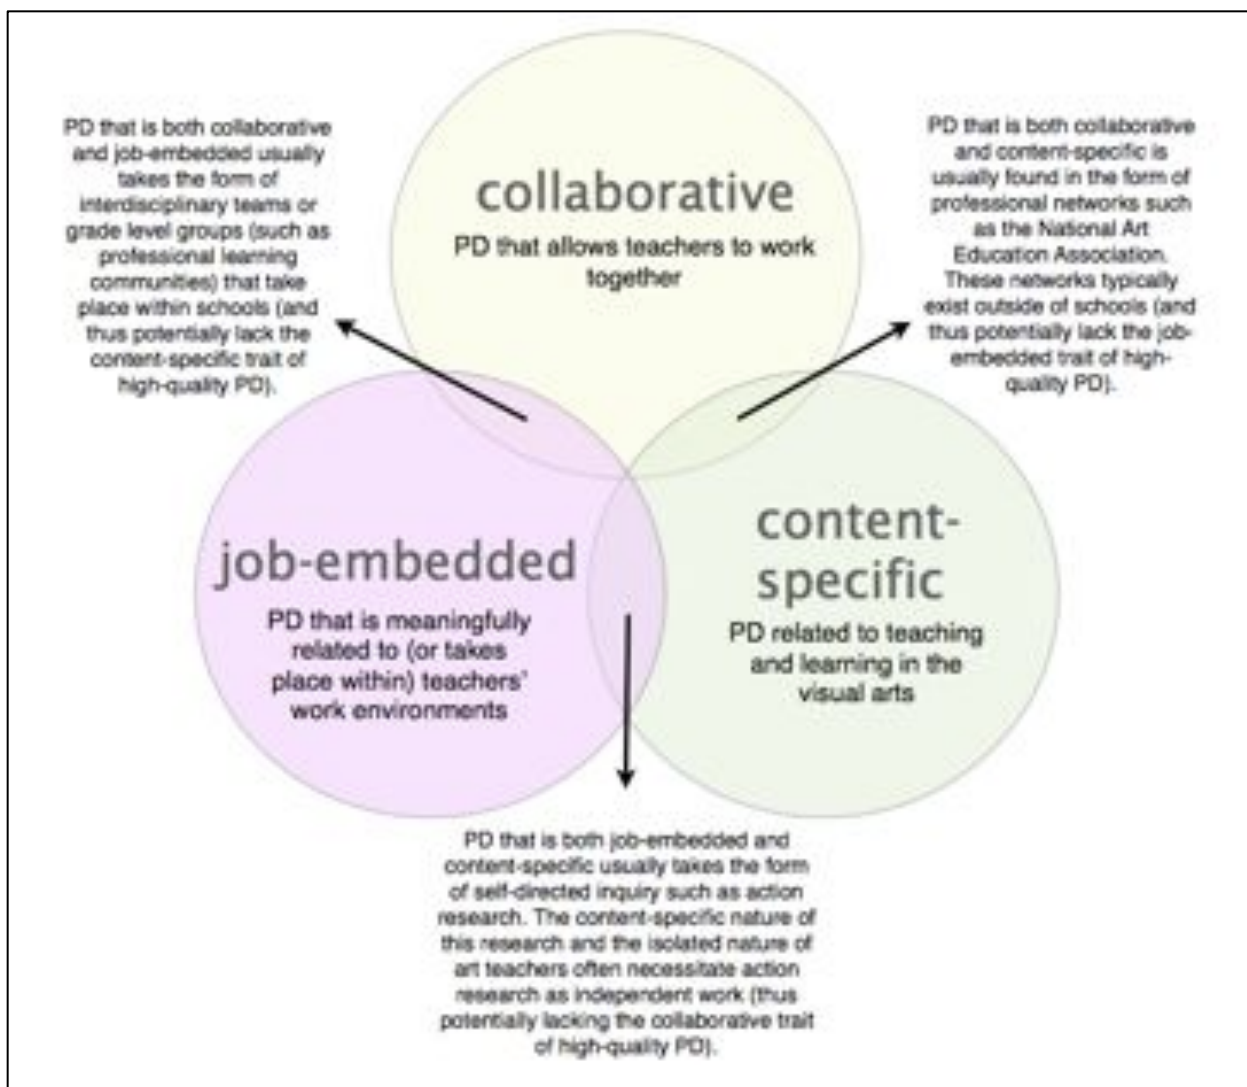 PD that is both collaborative
and job-embedded usually
takes the form of
interdisciplinary teams or
grade level groups (such as
professional learning
communities) that take
place within schools (and
thus potentially lack the
content-specific trait of
high-quality PD).
collaborative
PD that allows teachers to work
together
PD that is both collaborative
and content-specific is
usually found in the form of
professional networks such
as the National Art
Education Association.
These networks typically
exist outside of schools (and
thus potentially lack the job-
embedded trait of high-
quality PD).
job-embedded
PD that is meaningfully
related to (or takes
place within) teachers'
work environments
content-
specific
PD related to teaching
and learning in the
visual arts
PD that is both job-embedded and
content-specific usually takes the form
of self-directed inquiry such as action
research. The content-specific nature of
this research and the isolated nature of
art teachers often necessitate action
research as independent work (thus
potentially lacking the collaborative trait
of high-quality PD).